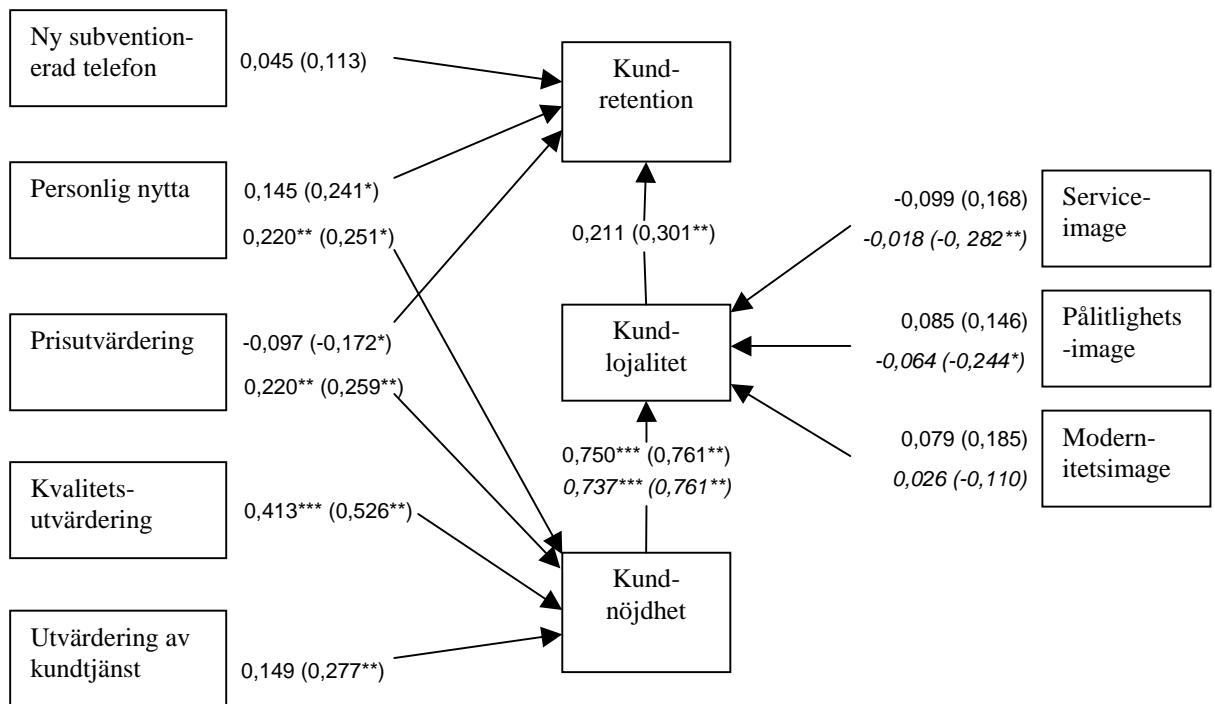 Ny subvention-
erad telefon
0,045 (0,113)
Kund-
retention
Personlig nytta
0,145 (0,241*)
0,220** (0,251*)
0,211 (0,301**)
-0,099 (0,168)
-0,018 (-0, 282**)
Service-
image
Prisutvärdering
-0,097 (-0,172*)
0,220** (0,259**)
Kund-
lojalitet
0,085 (0,146)
-0,064 (-0,244*)
Pålitlighets
-image
0,750*** (0,761**)
0,737*** (0,761**)
0,079 (0,185)
0,026 (-0,110)
Modern-
itetsimage
Kvalitets-
utvärdering
0,413*** (0,526**)
Kund-
nöjdhet
Utvärdering av
kundtjänst
0,149 (0,277**)